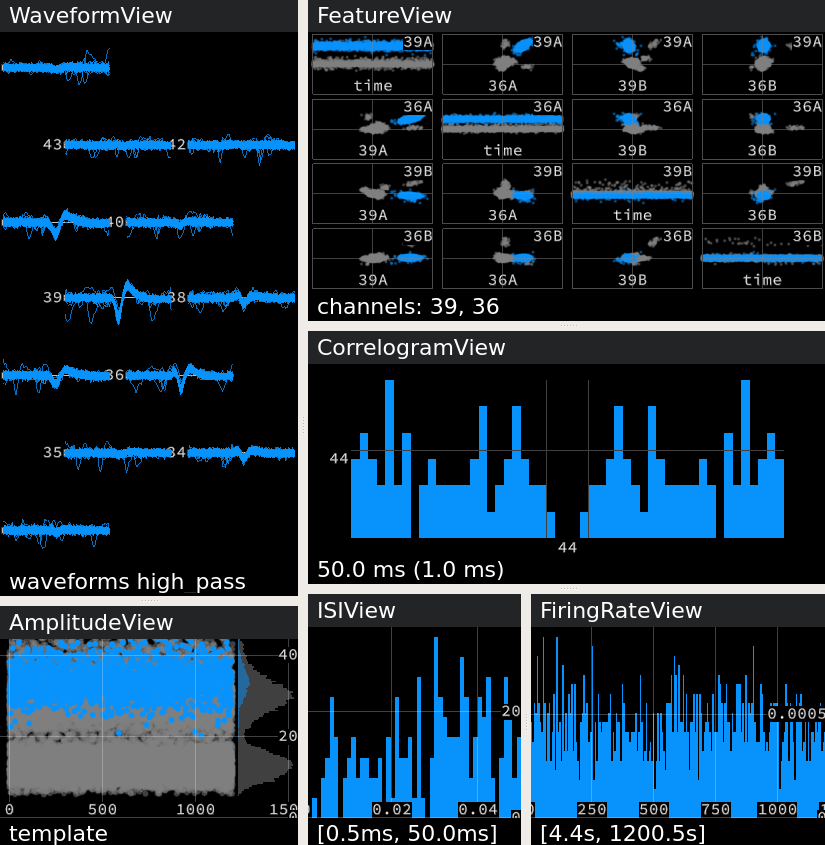 WaveformView
43 42
40
39 38
36
35 34
waveforms high_pass
AmplitudeView
40
20
0 500 1000 150
template
FeatureView
39A 39A 39A 39A
time 36A 39B 36B
36A 36A 36A 36A
39A time 39B 36B
39B 39B 39B 39B
39A 36A time 36B
36B 36B 36B 36B
39A 36A 39B time
channels: 39, 36
CorrelogramView
44
44
50.0 ms (1.0 ms)
ISIView
20
0.02 0.04
[0.5ms, 50.0ms]
FiringRateView
0.0005
0 250 500 750 1000
[4.4s, 1200.5s]